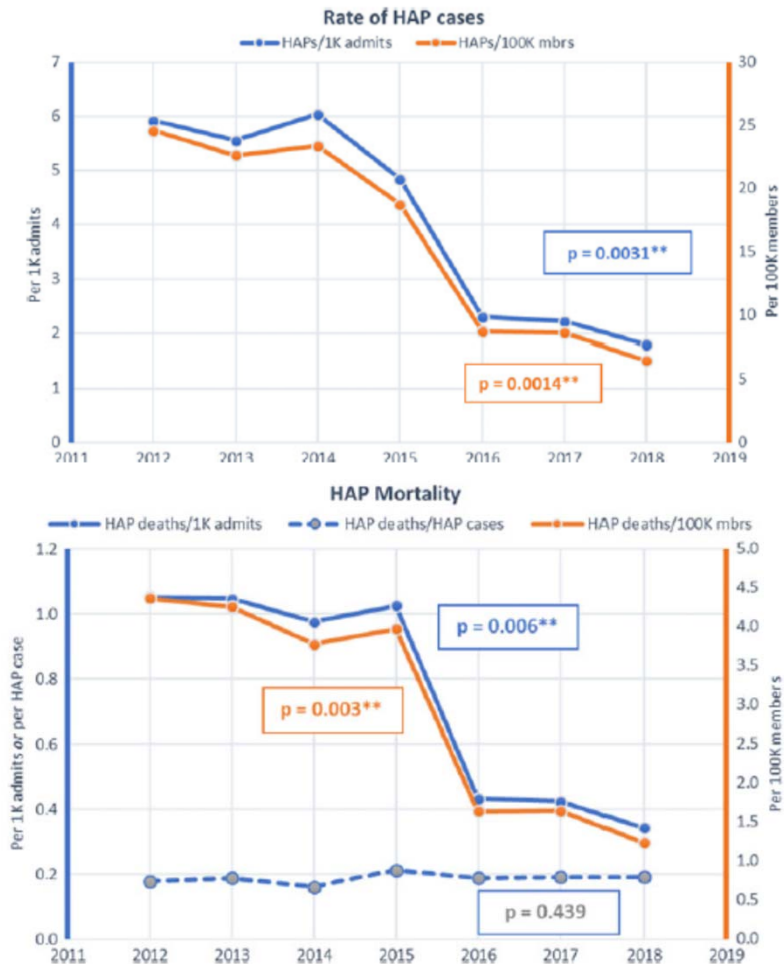 Rate of HAP cases
HAPs/1K admits HAPs/100K mbrs
7
6
5
4
3
2
1
0
Per 1K admits
30
25
20
15
10
5
0
Per 100K members
p = 0.0031**
p = 0.0014**
2011 2012 2013 2014 2015 2016 2017 2018 2019
HAP Mortality
HAP deaths/1K admits HAP deaths/HAP cases HAP deaths/100K mbrs
1.2
1.0
0.8
0.6
0.4
0.2
0.0
Per 1K admits or per HAP case
5.0
4.5
4.0
3.5
3.0
2.5
2.0
1.5
1.0
0.5
0.0
Per 100K members
p = 0.006**
p = 0.003**
p = 0.439
2011 2012 2013 2014 2015 2016 2017 2018 2019